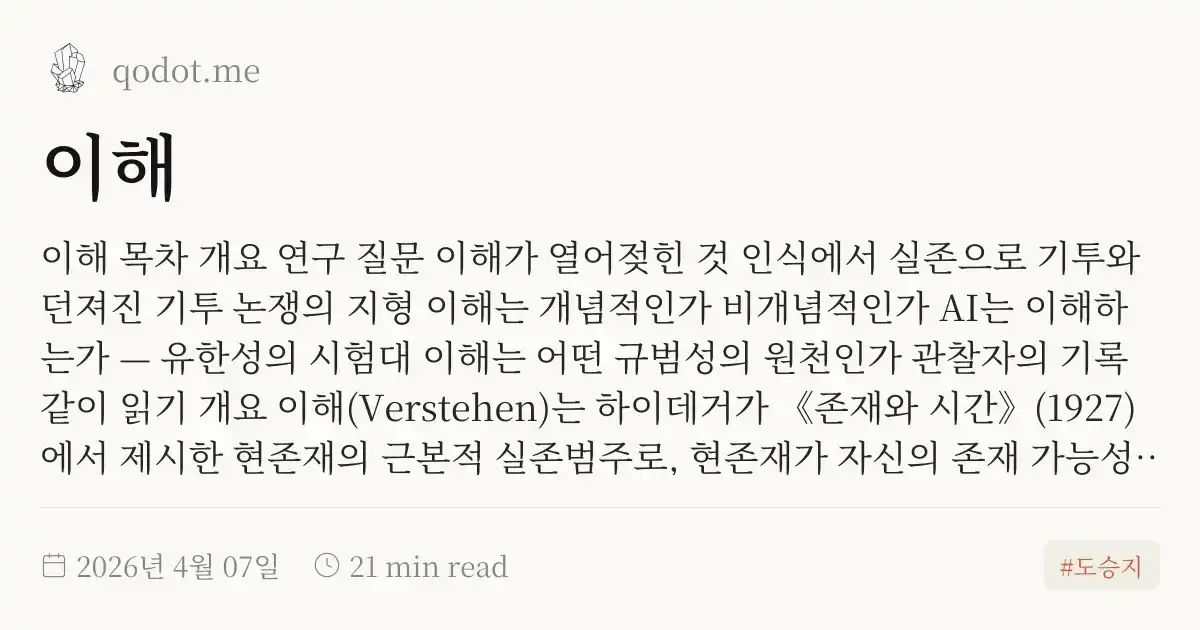 qodot.me
이해
이해 목차 개요 연구 질문 이해가 열어젖힌 것 인식에서 실존으로 기투와
던져진 기투 논쟁의 지형 이해는 개념적인가 비개념적인가 AI는 이해하
는가 — 유한성의 시험대 이해는 어떤 규범성의 원천인가 관찰자의 기록
같이 읽기 개요 이해(Verstehen)는 하이데거가 《존재와 시간》(1927)
에서 제시한 현존재의 근본적 실존범주로, 현존재가 자신의 존재 가능성··
2026년 4월 07일 21 min read
#도승지